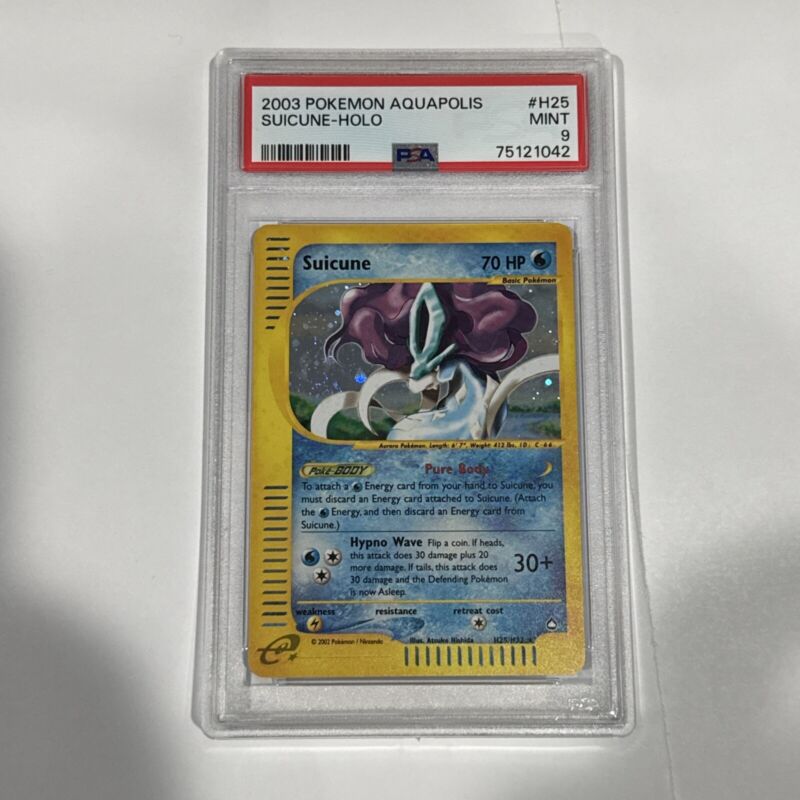 2003 POKEMON AQUAPOLIS #H25
SUICUNE-HOLO MINT
9
PSA 75121042
Suicune 70 HP
Basic Pokémon
Aurora Pokémon. Length: 6' 7", Weight: 412 lbs. ID: C-66
Poké-BODY Pure Body
To attach a Energy card from your hand to Suicune, you
must discard an Energy card attached to Suicune. (Attach
the Energy, and then discard an Energy card from
Suicune.)
Hypno Wave Flip a coin. If heads,
this attack does 30 damage plus 20
more damage. If tails, this attack does
30 damage and the Defending Pokémon
is now Asleep.
30+
weakness resistance retreat cost
© 2002 Pokémon / Nintendo Illus. Atsuko Nishida H25/H32
e